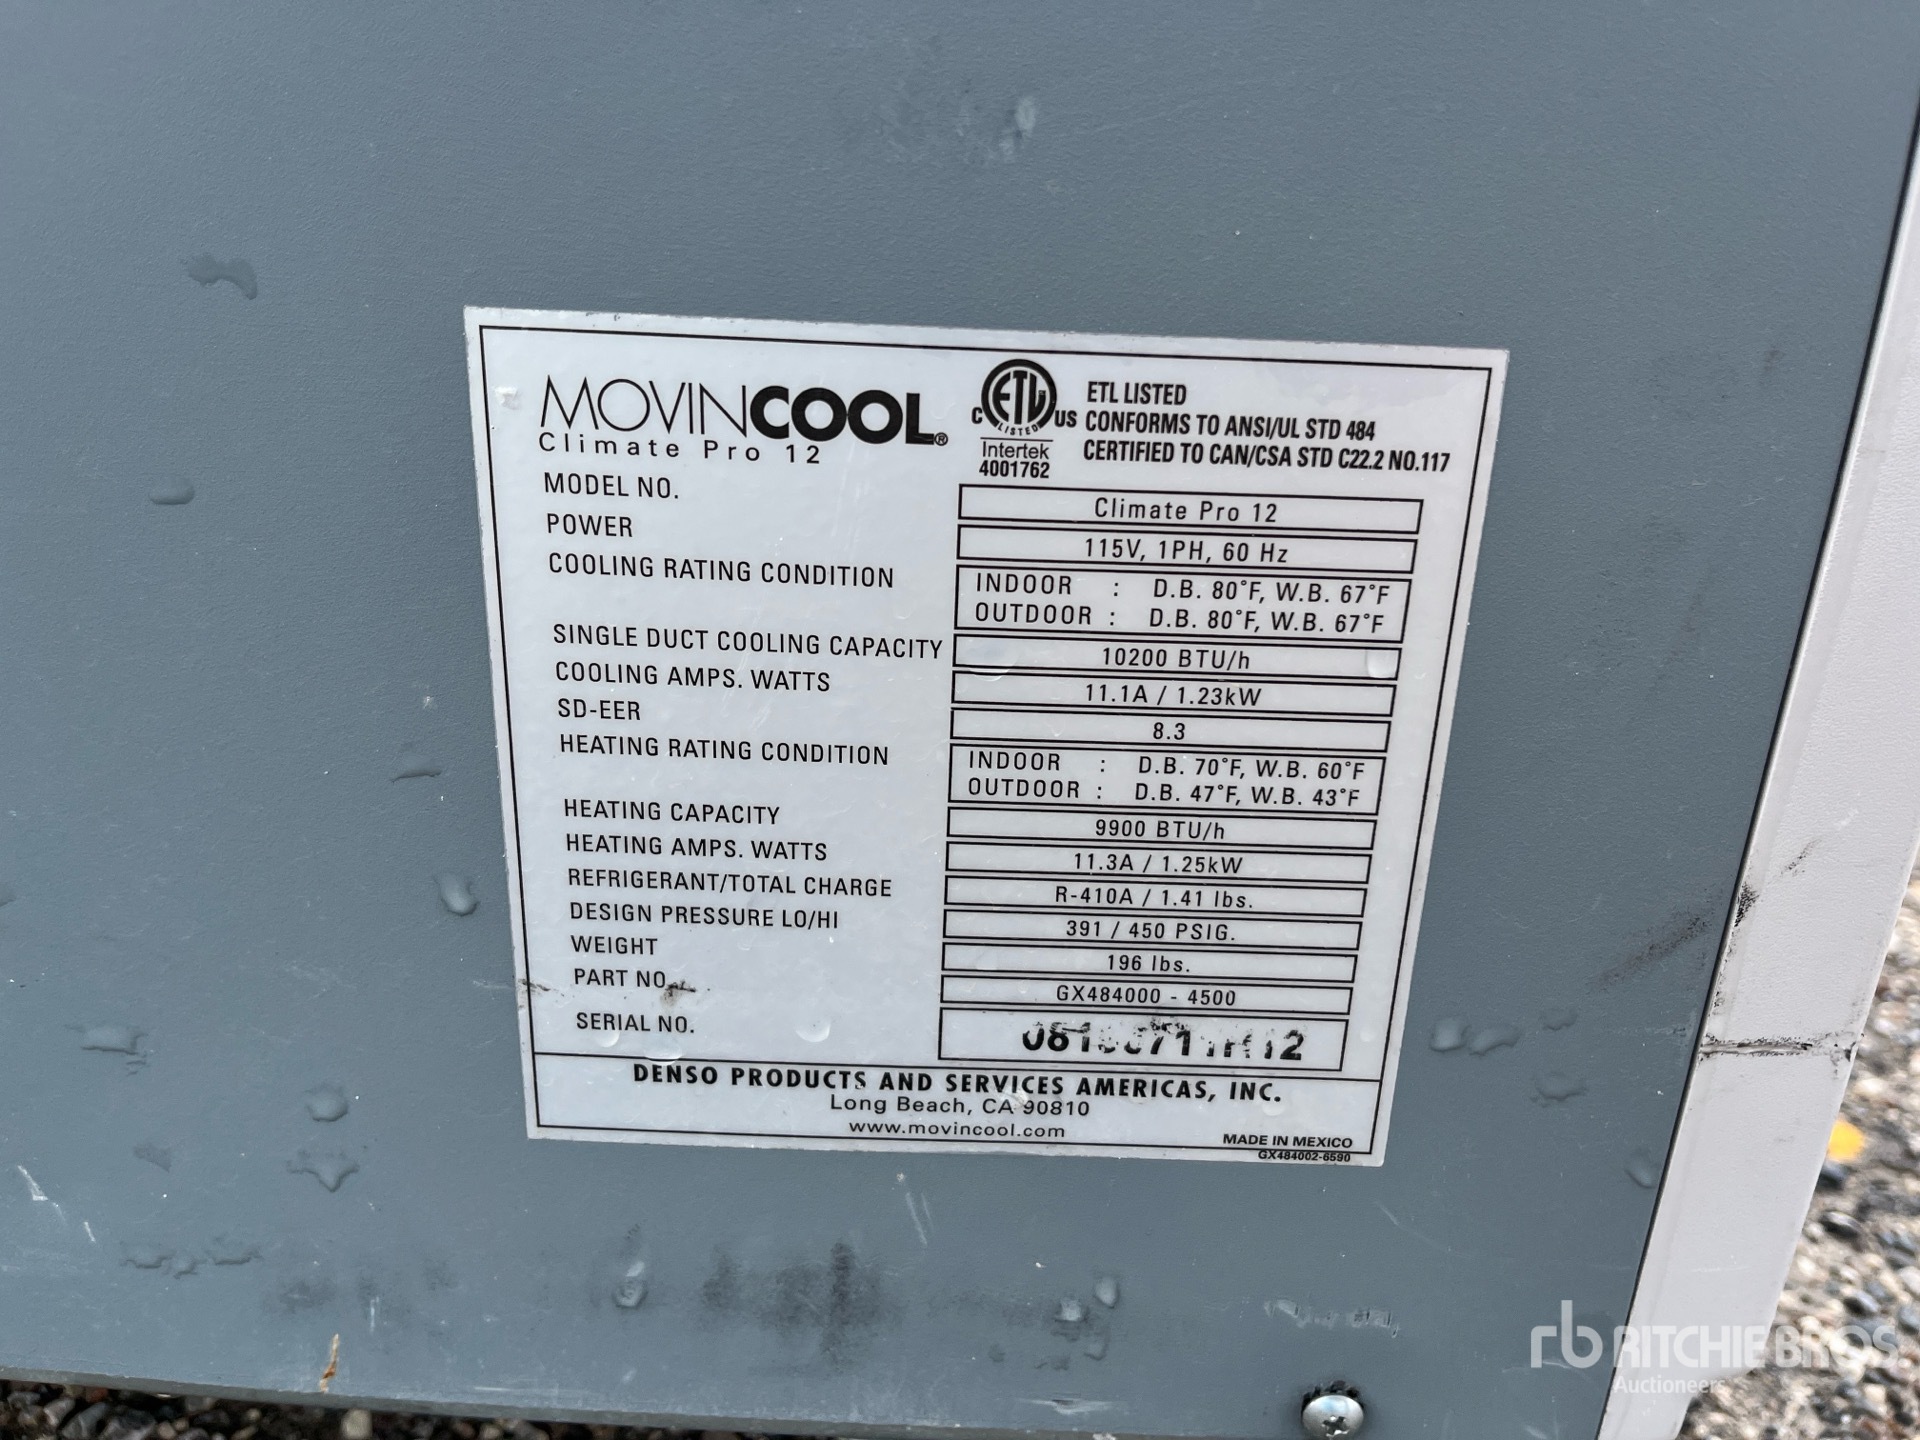 MOVINCOOL®
Climate Pro 12
C ETL US LISTED
Intertek
4001762
ETL LISTED
CONFORMS TO ANSI/UL STD 484
CERTIFIED TO CAN/CSA STD C22.2 NO.117
MODEL NO. Climate Pro 12
POWER 115V, 1PH, 60 Hz
COOLING RATING CONDITION INDOOR : D.B. 80°F, W.B. 67°F
OUTDOOR : D.B. 80°F, W.B. 67°F
SINGLE DUCT COOLING CAPACITY 10200 BTU/h
COOLING AMPS. WATTS 11.1A / 1.23kW
SD-EER 8.3
HEATING RATING CONDITION INDOOR : D.B. 70°F, W.B. 60°F
OUTDOOR : D.B. 47°F, W.B. 43°F
HEATING CAPACITY 9900 BTU/h
HEATING AMPS. WATTS 11.3A / 1.25kW
REFRIGERANT/TOTAL CHARGE R-410A / 1.41 lbs.
DESIGN PRESSURE LO/HI 391 / 450 PSIG.
WEIGHT 196 lbs.
PART NO. GX484000 - 4500
SERIAL NO.
DENSO PRODUCTS AND SERVICES AMERICAS, INC.
Long Beach, CA 90810
www.movincool.com
MADE IN MEXICO
GX484002-6590
rb RITCHIE BROS
Auctioneers